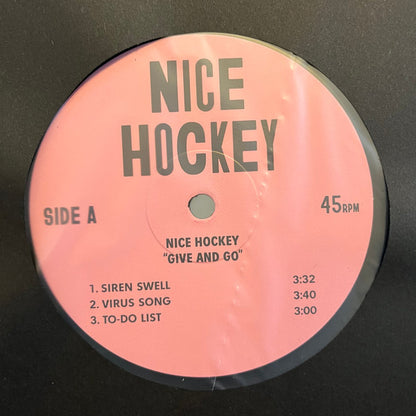 NICE
HOCKEY
SIDE A
45RPM
NICE HOCKEY
"GIVE AND GO"
1. SIREN SWELL 3:32
2. VIRUS SONG 3:40
3. TO-DO LIST 3:00